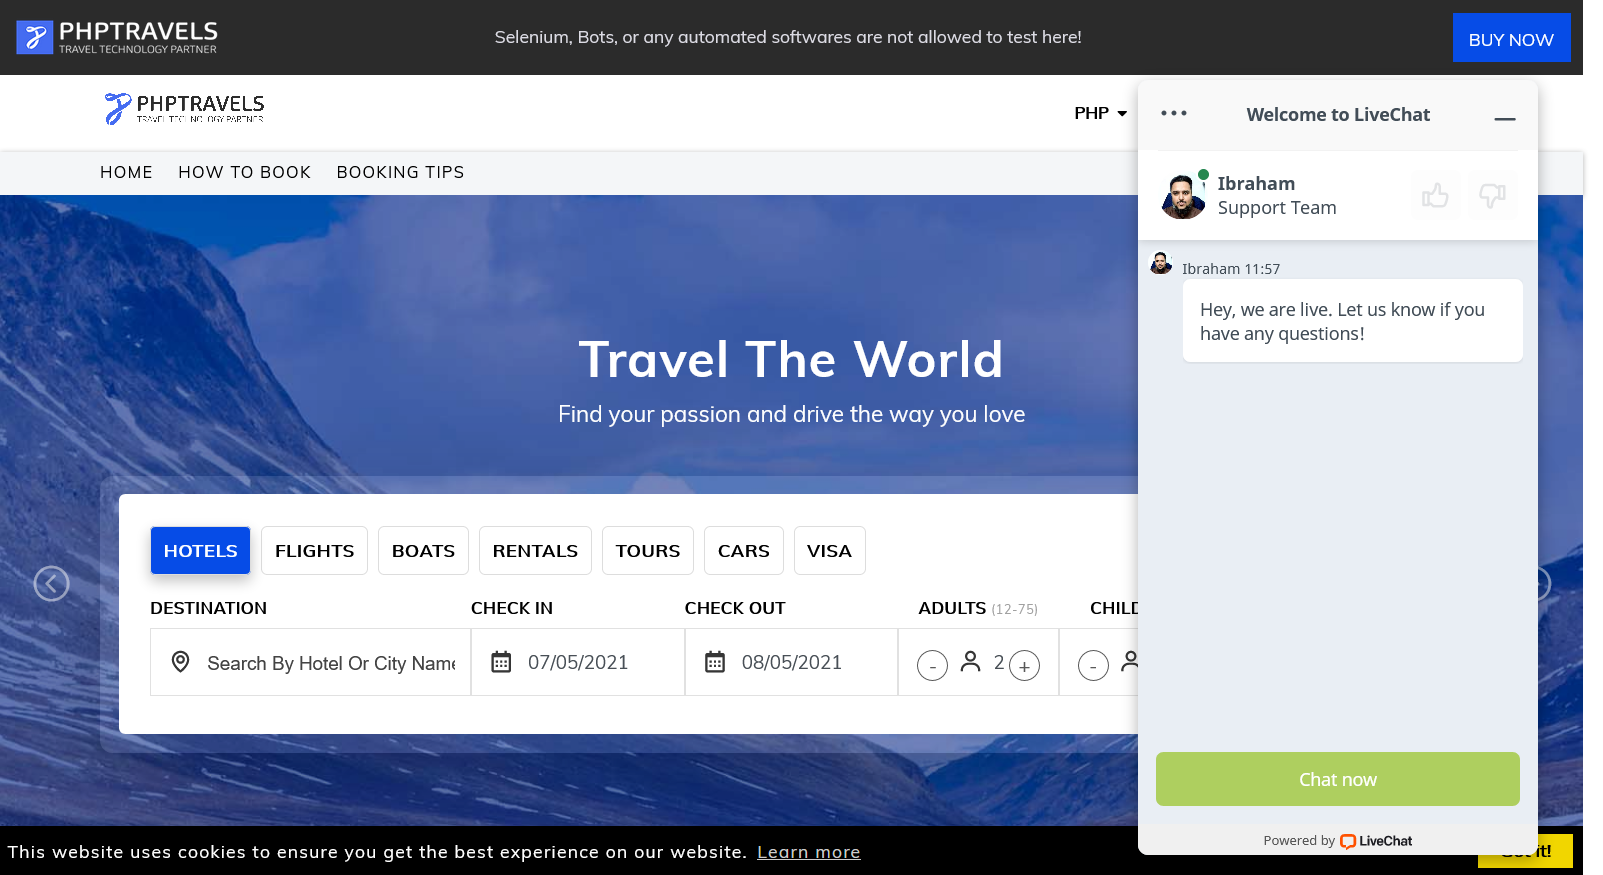 PHPTRAVELS
TRAVEL TECHNOLOGY PARTNER
Selenium, Bots, or any automated softwares are not allowed to test here!
BUY NOW
PHPTRAVELS
TRAVEL TECHNOLOGY PARTNER
PHP
HOME HOW TO BOOK BOOKING TIPS
Travel The World
Find your passion and drive the way you love
HOTELS FLIGHTS BOATS RENTALS TOURS CARS VISA
DESTINATION CHECK IN CHECK OUT ADULTS (12-75) CHILD
Search By Hotel Or City Name 07/05/2021 08/05/2021 - 2 + -
Welcome to LiveChat
Ibraham
Support Team
Ibraham 11:57
Hey, we are live. Let us know if you
have any questions!
Chat now
Powered by LiveChat
This website uses cookies to ensure you get the best experience on our website. Learn more
it!